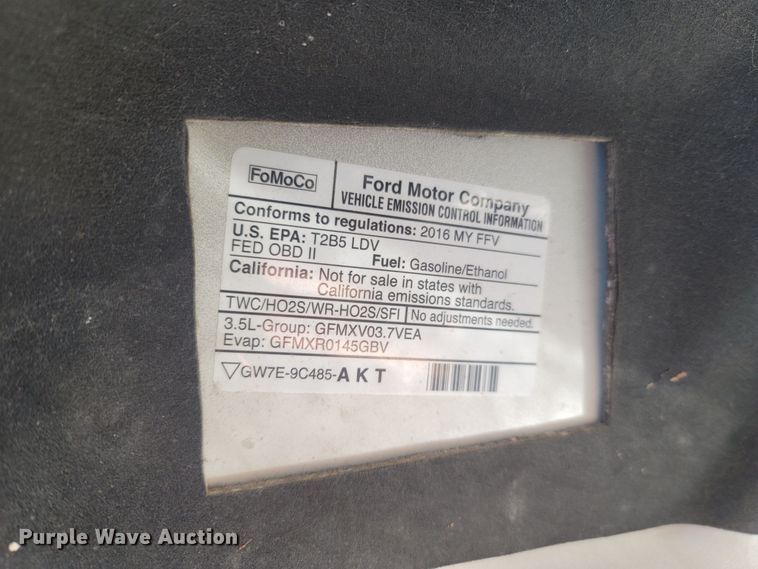 FoMoCo
Ford Motor Company
VEHICLE EMISSION CONTROL INFORMATION
Conforms to regulations: 2016 MY FFV
U.S. EPA: T2B5 LDV
FED OBD II Fuel: Gasoline/Ethanol
California: Not for sale in states with
California emissions standards.
TWC/HO2S/WR-HO2S/SFI No adjustments needed.
3.5L-Group: GFMXV03.7VEA
Evap: GFMXR0145GBV
▽GW7E-9C485-AKT
Purple Wave Auction